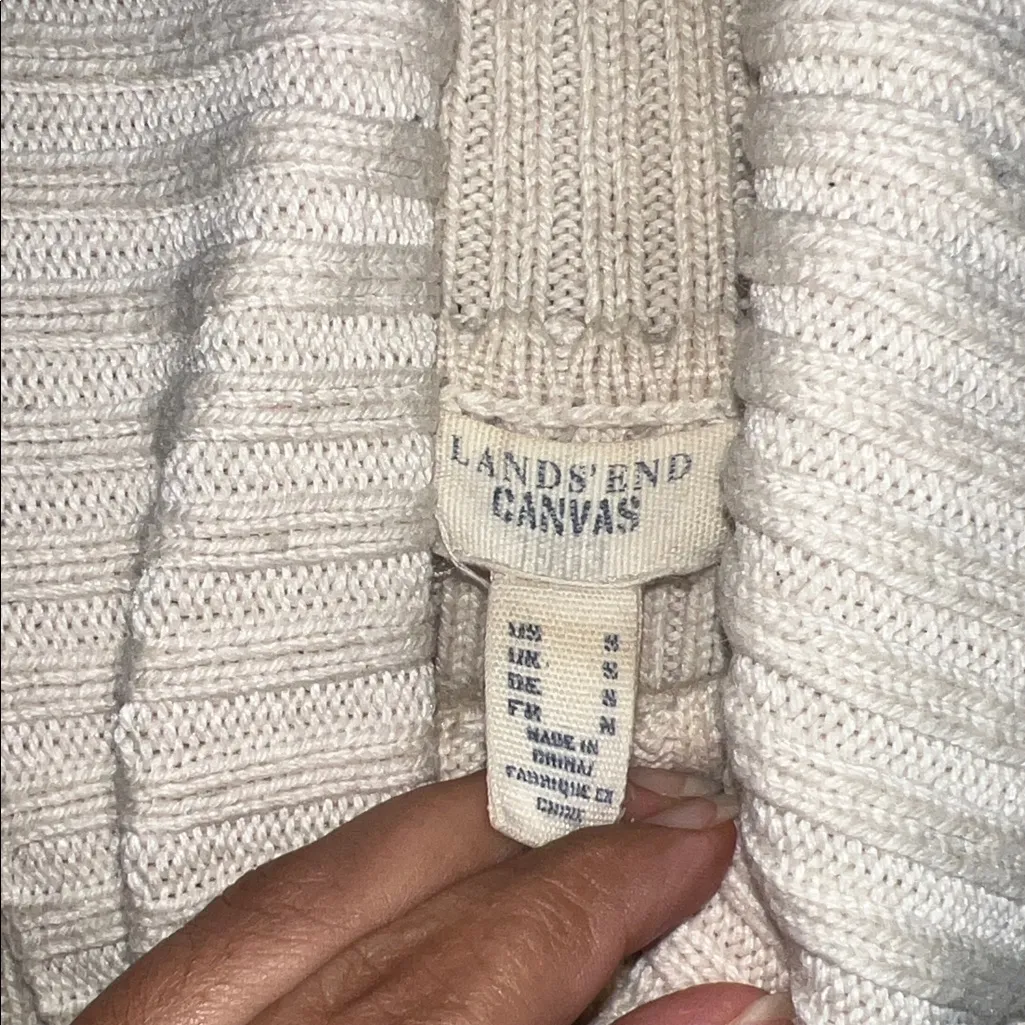 LANDS' END
CANVAS
US S
UK S
DE S
FR M
MADE IN
CHINA/
FABRIQUE EN
CHINE